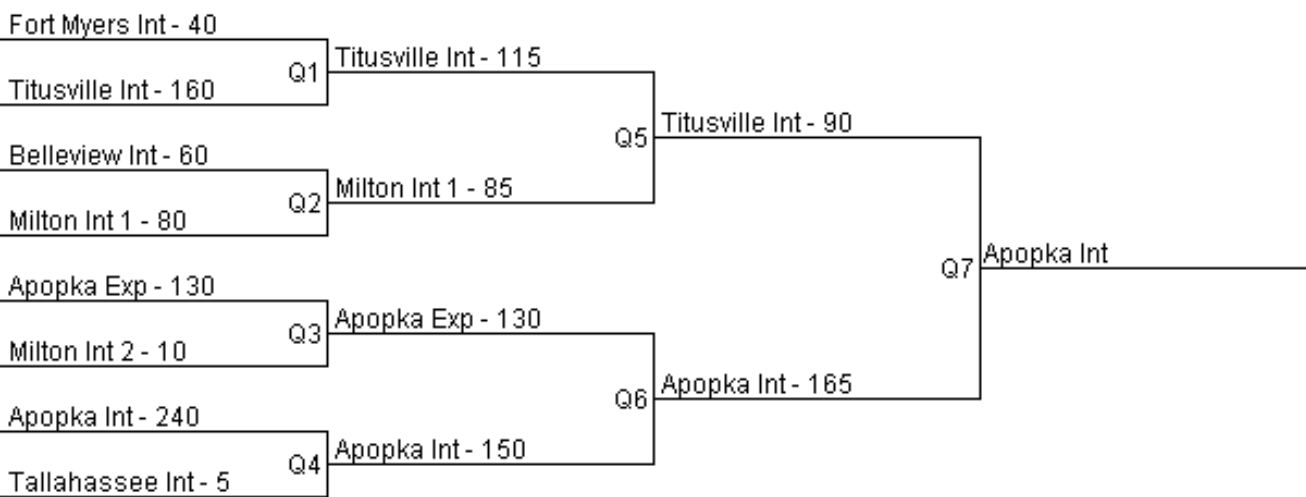 Fort Myers Int - 40
Q1
Titusville Int - 115
Titusville Int - 160
Q5
Titusville Int - 90
Belleview Int - 60
Q2
Milton Int 1 - 85
Milton Int 1 - 80
Q7
Apopka Int
Apopka Exp - 130
Q3
Apopka Exp - 130
Milton Int 2 - 10
Q6
Apopka Int - 165
Apopka Int - 240
Q4
Apopka Int - 150
Tallahassee Int - 5